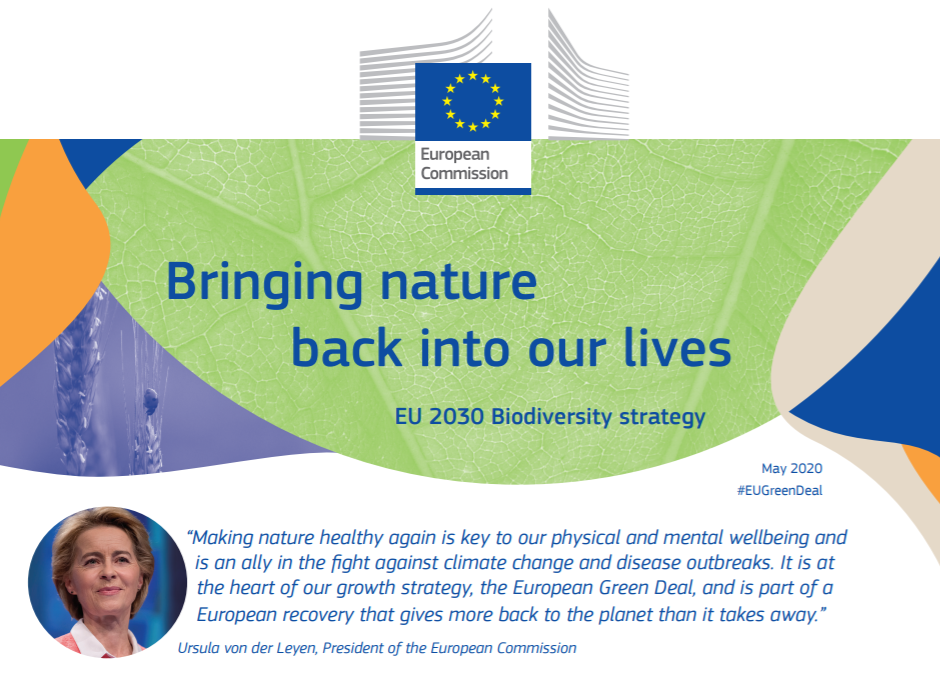 European
Commission
Bringing nature
back into our lives
EU 2030 Biodiversity strategy
May 2020
#EUGreenDeal
“Making nature healthy again is key to our physical and mental wellbeing and
is an ally in the fight against climate change and disease outbreaks. It is at
the heart of our growth strategy, the European Green Deal, and is part of a
European recovery that gives more back to the planet than it takes away.”
Ursula von der Leyen, President of the European Commission